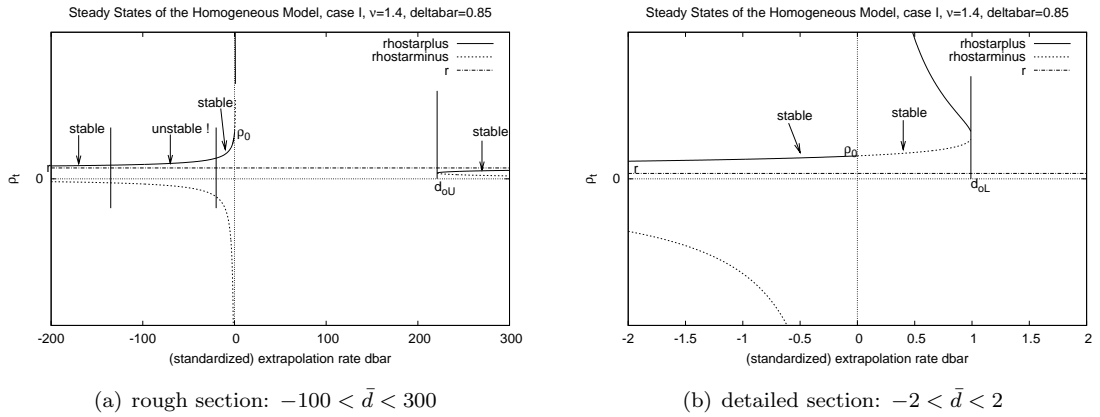 Steady States of the Homogeneous Model, case I, ν=1.4, deltabar=0.85
rhostarplus
rhostarminus
r
stable
stable
unstable !
ρ0
stable
r
0
ρt
doU
-200
-100
0
100
200
300
(standardized) extrapolation rate dbar
(a) rough section: −100 < d̄ < 300
Steady States of the Homogeneous Model, case I, ν=1.4, deltabar=0.85
rhostarplus
rhostarminus
r
stable
stable
ρ0
r
0
ρt
doL
-2
-1.5
-1
-0.5
0
0.5
1
1.5
2
(standardized) extrapolation rate dbar
(b) detailed section: −2 < d̄ < 2